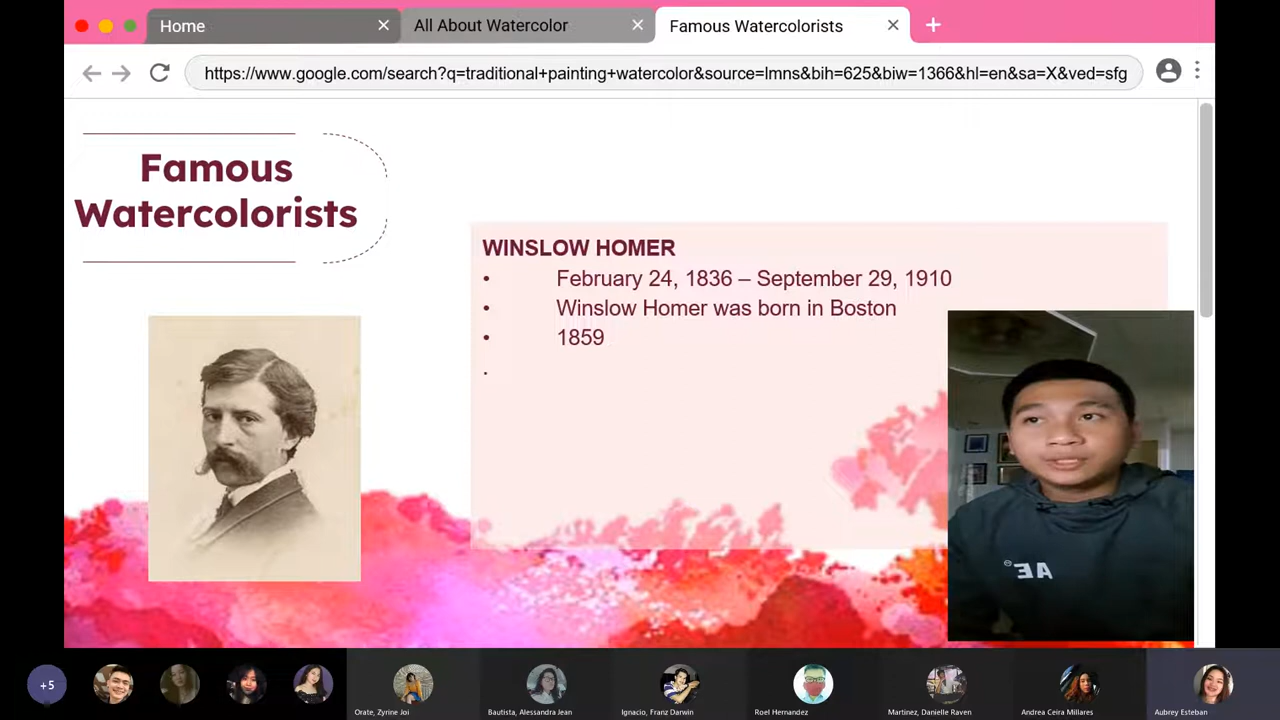 Home
All About Watercolor
Famous Watercolorists
https://www.google.com/search?q=traditional+painting+watercolor&source=lmns&bih=625&biw=1366&hl=en&sa=X&ved=sfg
Famous
Watercolorists
WINSLOW HOMER
• February 24, 1836 – September 29, 1910
• Winslow Homer was born in Boston
• 1859
.
AE
+5
Orate, Zyrine Joi
Bautista, Alessandra Jean
Ignacio, Franz Darwin
Roel Hernandez
Martinez, Danielle Raven
Andrea Ceira Millares
Aubrey Esteban